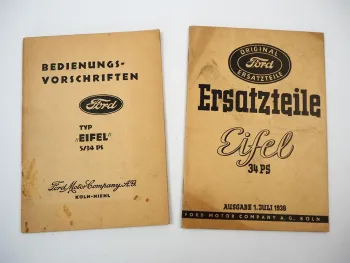 BEDIENUNGS-
VORSCHRIFTEN
Ford
TYP
„EIFEL"
5/34 PS
Ford Motor Company A.G.
KÖLN-NIEHL
ORIGINAL
Ford
ERSATZTEILE
Ersatzteile
Eifel
34 PS
AUSGABE 1. JULI 1938
FORD MOTOR COMPANY A. G. KÖLN